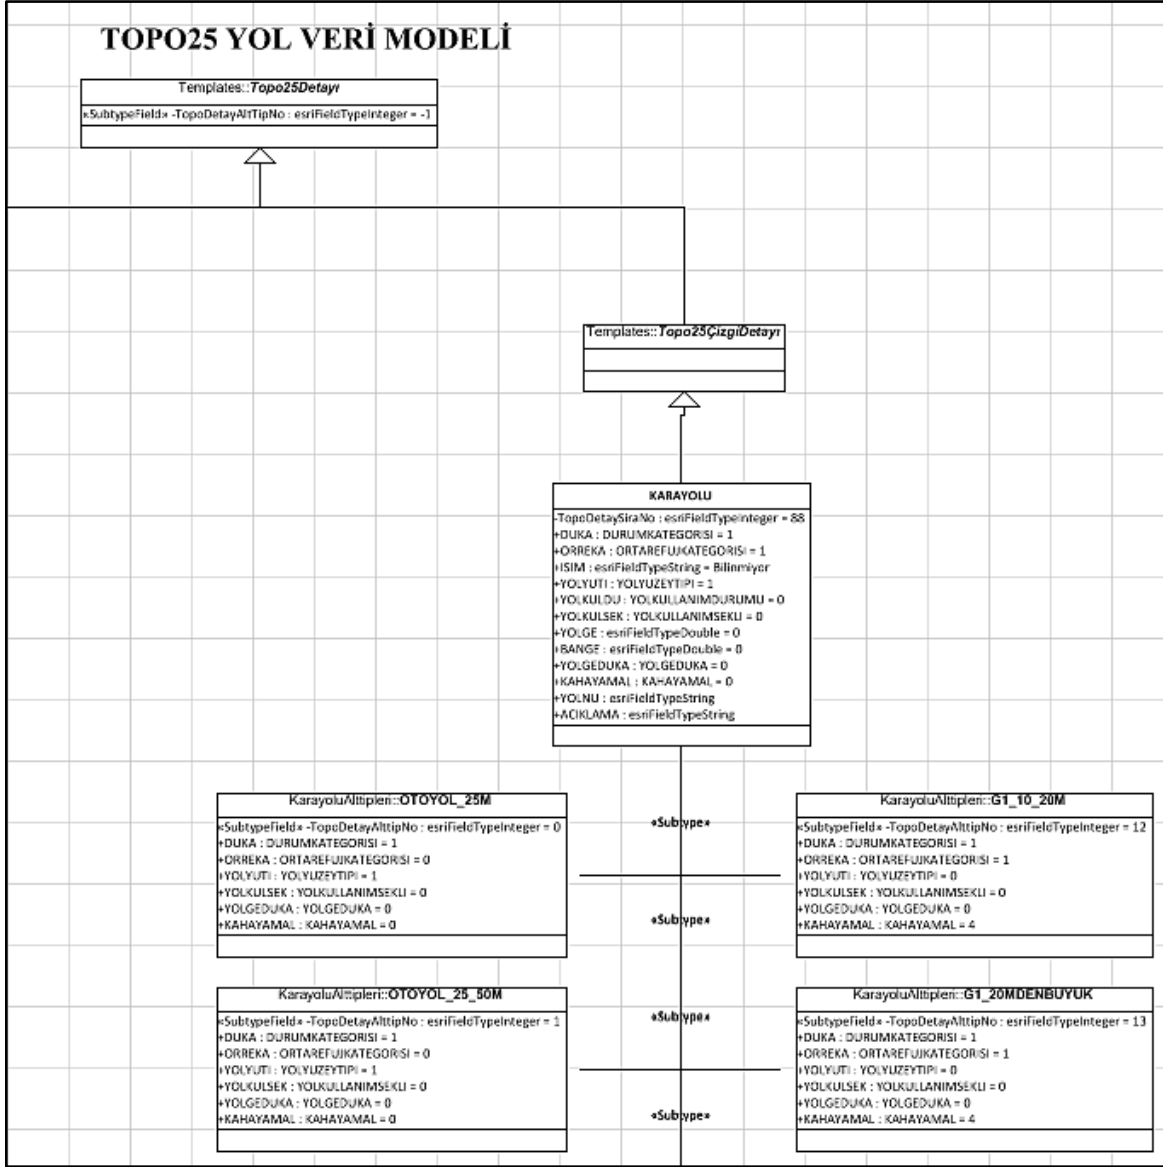 TOPO25 YOL VERİ MODELİ
Templates::Topo25Detayı
«SubtypeField» -TopoDetayAltTipNo : esriFieldTypeInteger = -1
Templates::Topo25ÇizgiDetayı
KARAYOLU
-TopoDetaySiraNo : esriFieldTypeInteger = 88
+DUKA : DURUMKATEGORISI = 1
+ORREKA : ORTAREFUJKATEGORISI = 1
+ISIM : esriFieldTypeString = Bilinmiyor
+YOLYUTI : YOLYUZEYTIPI = 1
+YOLKULDU : YOLKULLANIMDURUMU = 0
+YOLKULSEK : YOLKULLANIMSEKLI = 0
+YOLGE : esriFieldTypeDouble = 0
+BANGE : esriFieldTypeDouble = 0
+YOLGEDUKA : YOLGEDUKA = 0
+KAHAYAMAL : KAHAYAMAL = 0
+YOLNU : esriFieldTypeString
+ACIKLAMA : esriFieldTypeString
KarayoluAlttipleri::OTOYOL_25M
«SubtypeField» -TopoDetayAlttipNo : esriFieldTypeInteger = 0
+DUKA : DURUMKATEGORISI = 1
+ORREKA : ORTAREFUJKATEGORISI = 0
+YOLYUTI : YOLYUZEYTIPI = 1
+YOLKULSEK : YOLKULLANIMSEKLI = 0
+YOLGEDUKA : YOLGEDUKA = 0
+KAHAYAMAL : KAHAYAMAL = 0
«Subtype»
«Subtype»
KarayoluAlttipleri::G1_10_20M
«SubtypeField» -TopoDetayAlttipNo : esriFieldTypeInteger = 12
+DUKA : DURUMKATEGORISI = 1
+ORREKA : ORTAREFUJKATEGORISI = 1
+YOLYUTI : YOLYUZEYTIPI = 0
+YOLKULSEK : YOLKULLANIMSEKLI = 0
+YOLGEDUKA : YOLGEDUKA = 0
+KAHAYAMAL : KAHAYAMAL = 4
KarayoluAlttipleri::OTOYOL_25_50M
«SubtypeField» -TopoDetayAlttipNo : esriFieldTypeInteger = 1
+DUKA : DURUMKATEGORISI = 1
+ORREKA : ORTAREFUJKATEGORISI = 0
+YOLYUTI : YOLYUZEYTIPI = 1
+YOLKULSEK : YOLKULLANIMSEKLI = 0
+YOLGEDUKA : YOLGEDUKA = 0
+KAHAYAMAL : KAHAYAMAL = 0
«Subtype»
«Subtype»
KarayoluAlttipleri::G1_20MDENBUYUK
«SubtypeField» -TopoDetayAlttipNo : esriFieldTypeInteger = 13
+DUKA : DURUMKATEGORISI = 1
+ORREKA : ORTAREFUJKATEGORISI = 1
+YOLYUTI : YOLYUZEYTIPI = 0
+YOLKULSEK : YOLKULLANIMSEKLI = 0
+YOLGEDUKA : YOLGEDUKA = 0
+KAHAYAMAL : KAHAYAMAL = 4